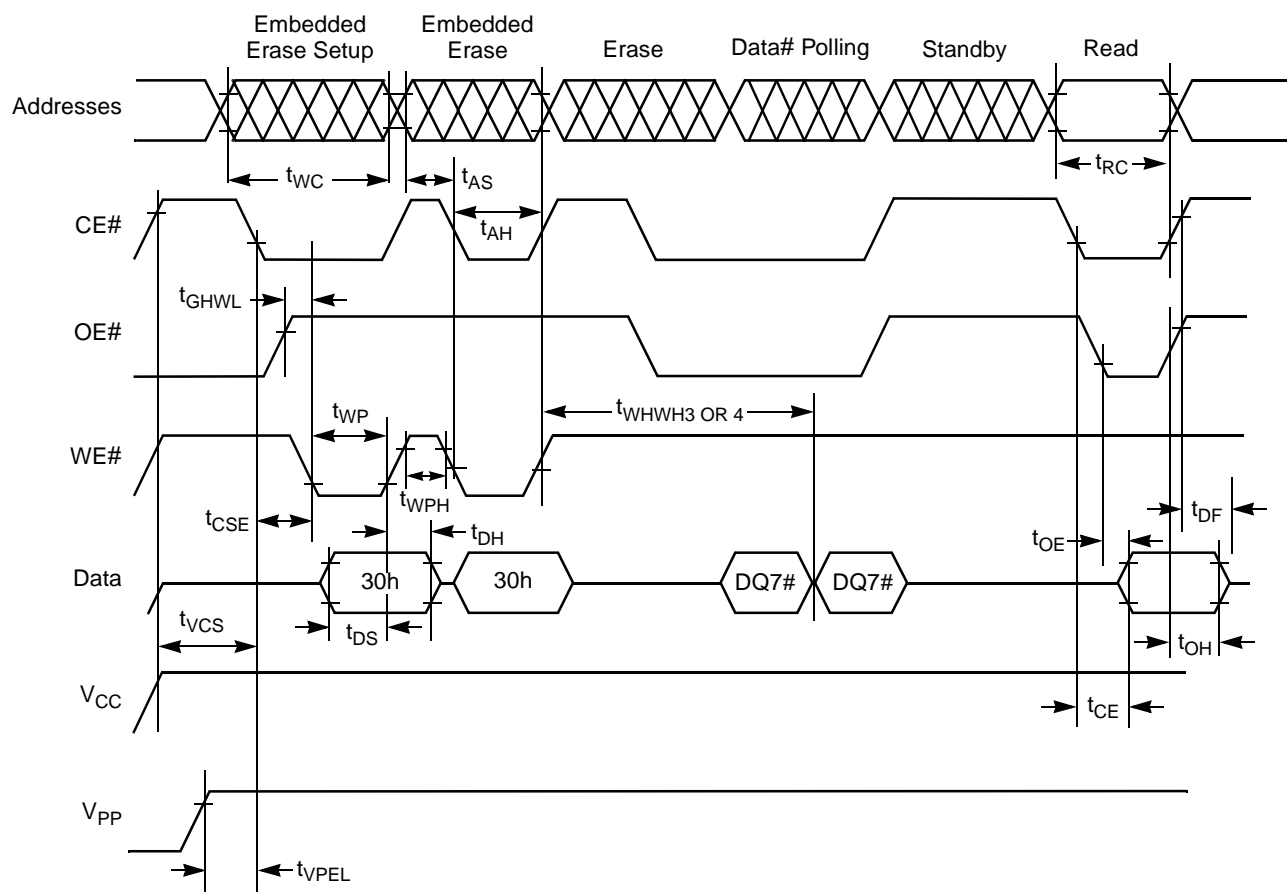 Embedded
Erase Setup
Embedded
Erase
Erase
Data# Polling
Standby
Read
Addresses
tWC
tAS
tRC
CE#
tAH
tGHWL
OE#
tWP
tWHWH3 OR 4
WE#
tWPH
tCSE
tDH
tDF
tOE
Data
30h
30h
DQ7#
DQ7#
tVCS
tDS
tOH
VCC
tCE
VPP
tVPEL